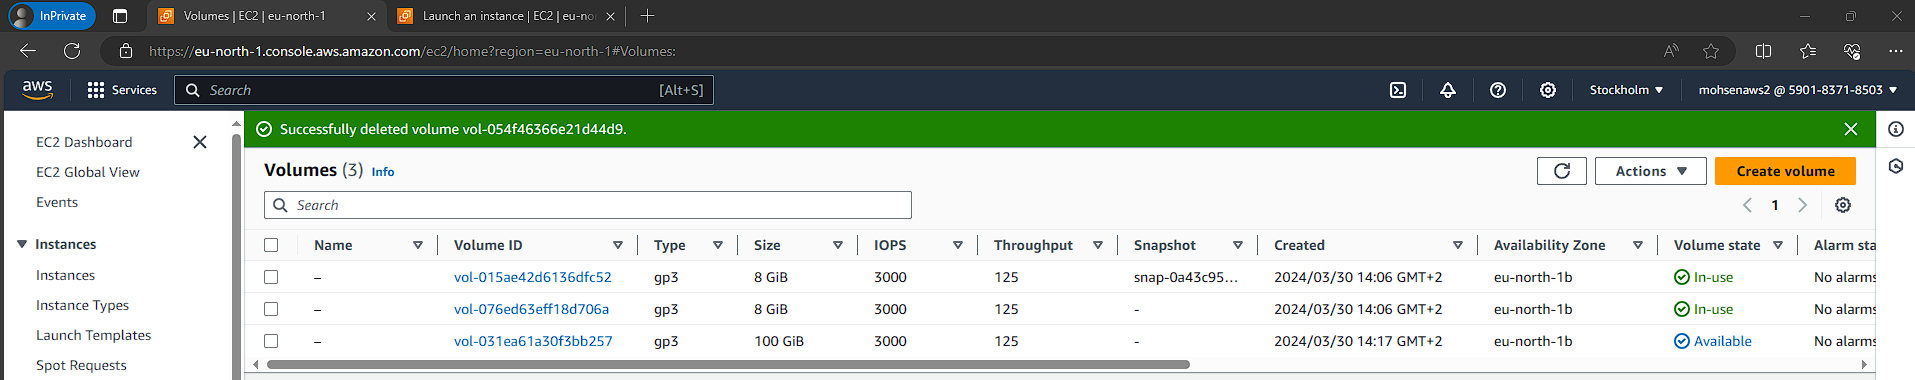 InPrivate
Volumes | EC2 | eu-north-1
Launch an instance | EC2 | eu-no
https://eu-north-1.console.aws.amazon.com/ec2/home?region=eu-north-1#Volumes:
aws Services Search [Alt+S] Stockholm mohsenaws2 @ 5901-8371-8503
Successfully deleted volume vol-054f46366e21d44d9.
EC2 Dashboard
EC2 Global View
Events
Instances
Instances
Instance Types
Launch Templates
Spot Requests
Volumes (3) Info
Actions
Create volume
Search
1
Name Volume ID Type Size IOPS Throughput Snapshot Created Availability Zone Volume state Alarm sta
– vol-015ae42d6136dfc52 gp3 8 GiB 3000 125 snap-0a43c95... 2024/03/30 14:06 GMT+2 eu-north-1b In-use No alarms
– vol-076ed63eff18d706a gp3 8 GiB 3000 125 - 2024/03/30 14:06 GMT+2 eu-north-1b In-use No alarms
– vol-031ea61a30f3bb257 gp3 100 GiB 3000 125 - 2024/03/30 14:17 GMT+2 eu-north-1b Available No alarms